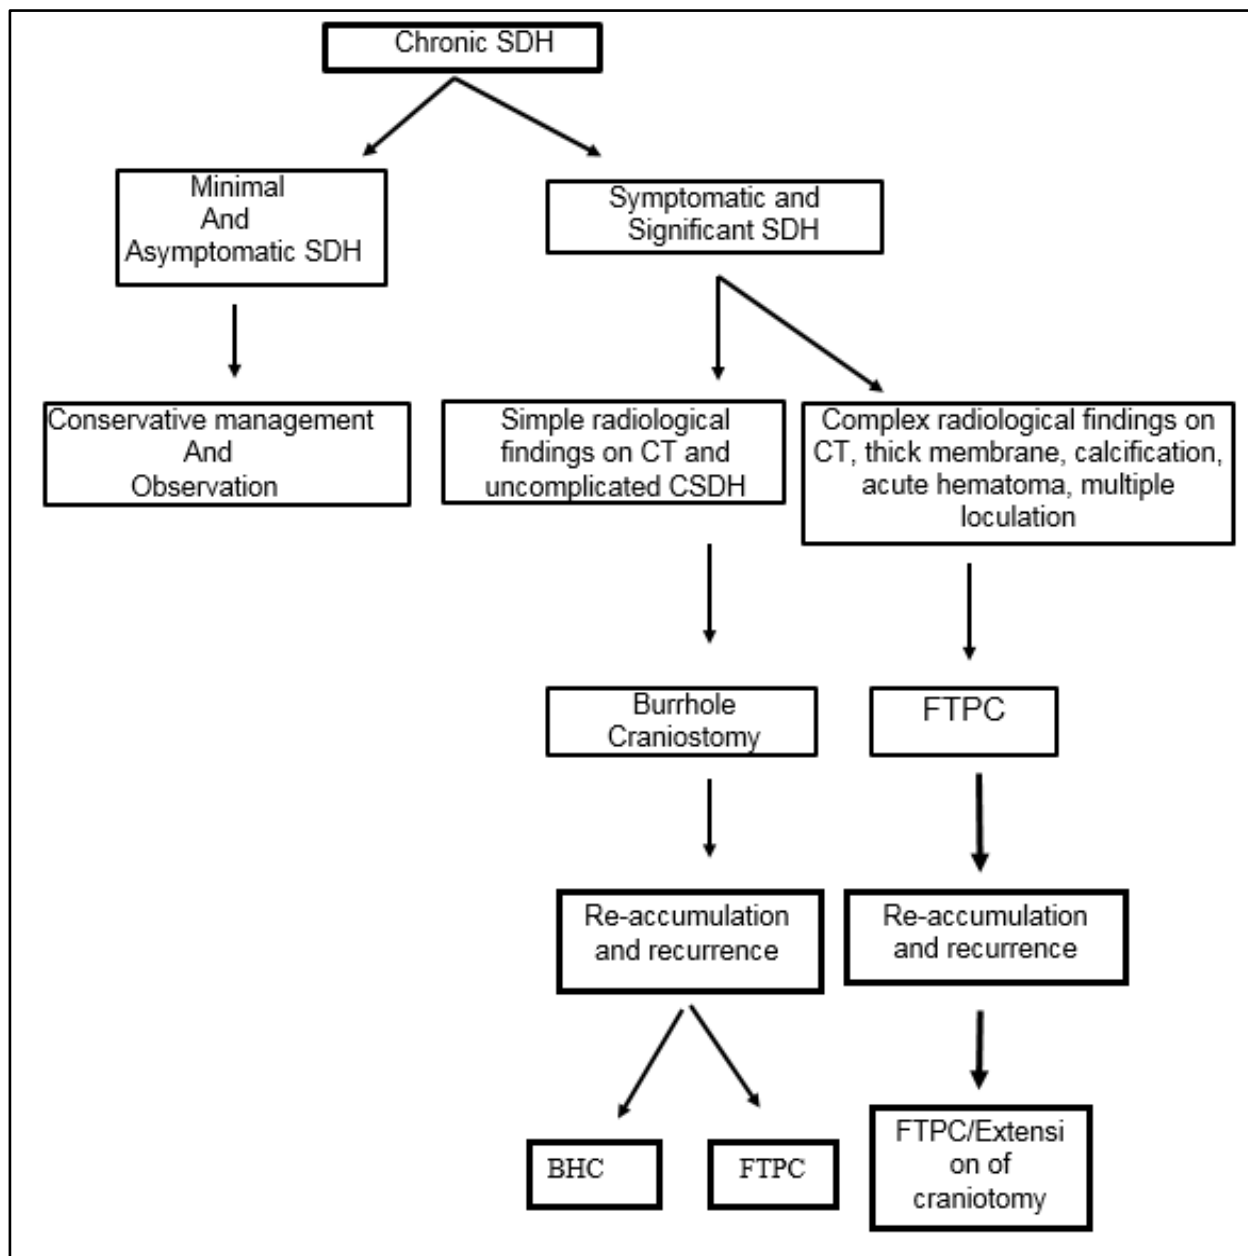 Chronic SDH
Minimal
And
Asymptomatic SDH
Symptomatic and
Significant SDH
Conservative management
And
Observation
Simple radiological
findings on CT and
uncomplicated CSDH
Complex radiological findings on
CT, thick membrane, calcification,
acute hematoma, multiple
loculation
Burrhole
Craniostomy
FTPC
Re-accumulation
and recurrence
Re-accumulation
and recurrence
BHC
FTPC
FTPC/Extensi
on of
craniotomy